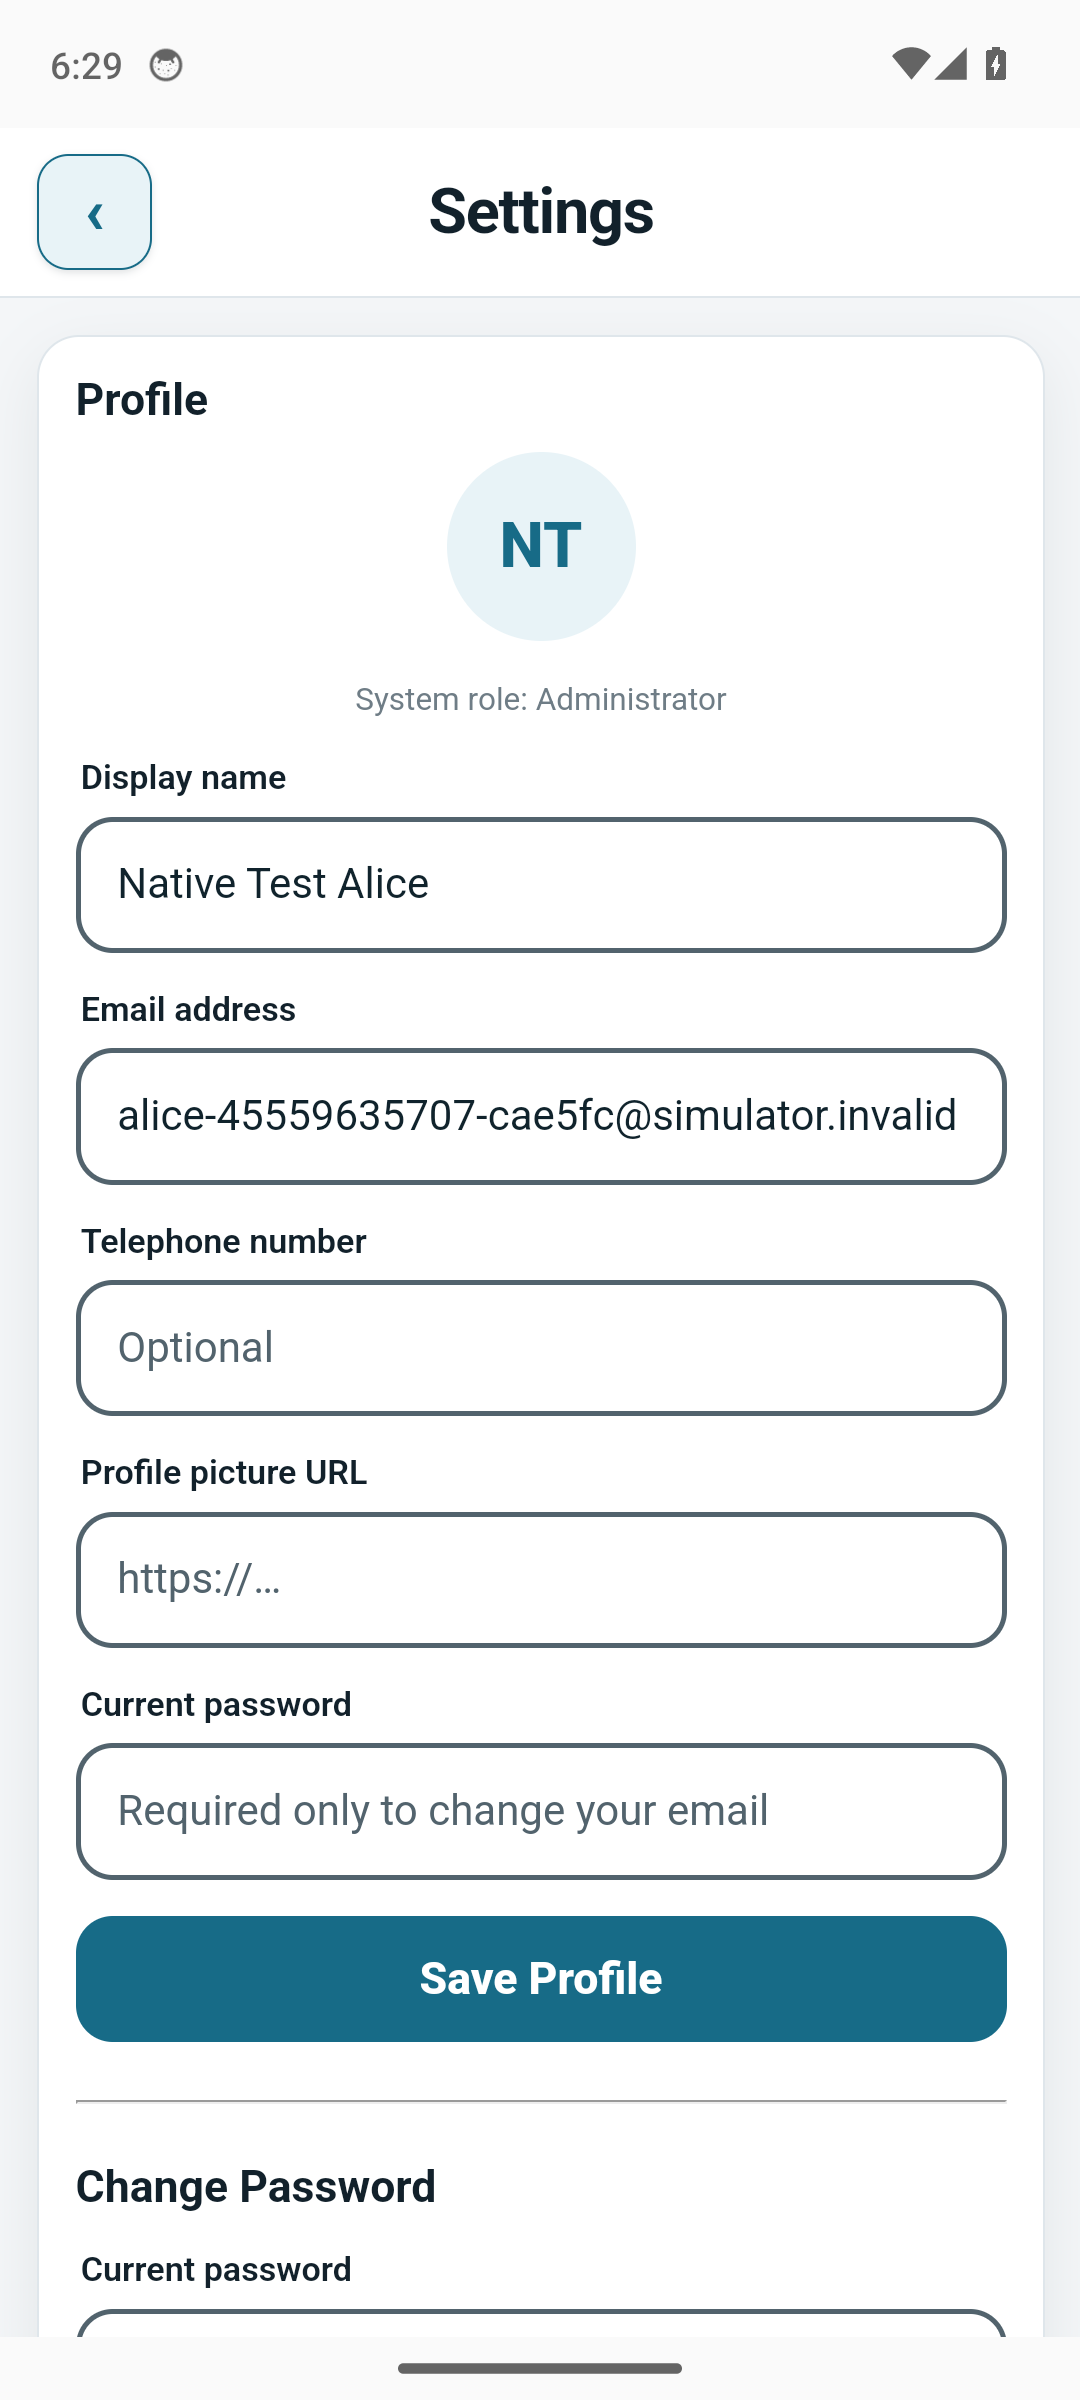 6:29
‹
Settings
Profile
NT
System role: Administrator
Display name
Native Test Alice
Email address
alice-45559635707-cae5fc@simulator.invalid
Telephone number
Optional
Profile picture URL
https://…
Current password
Required only to change your email
Save Profile
Change Password
Current password